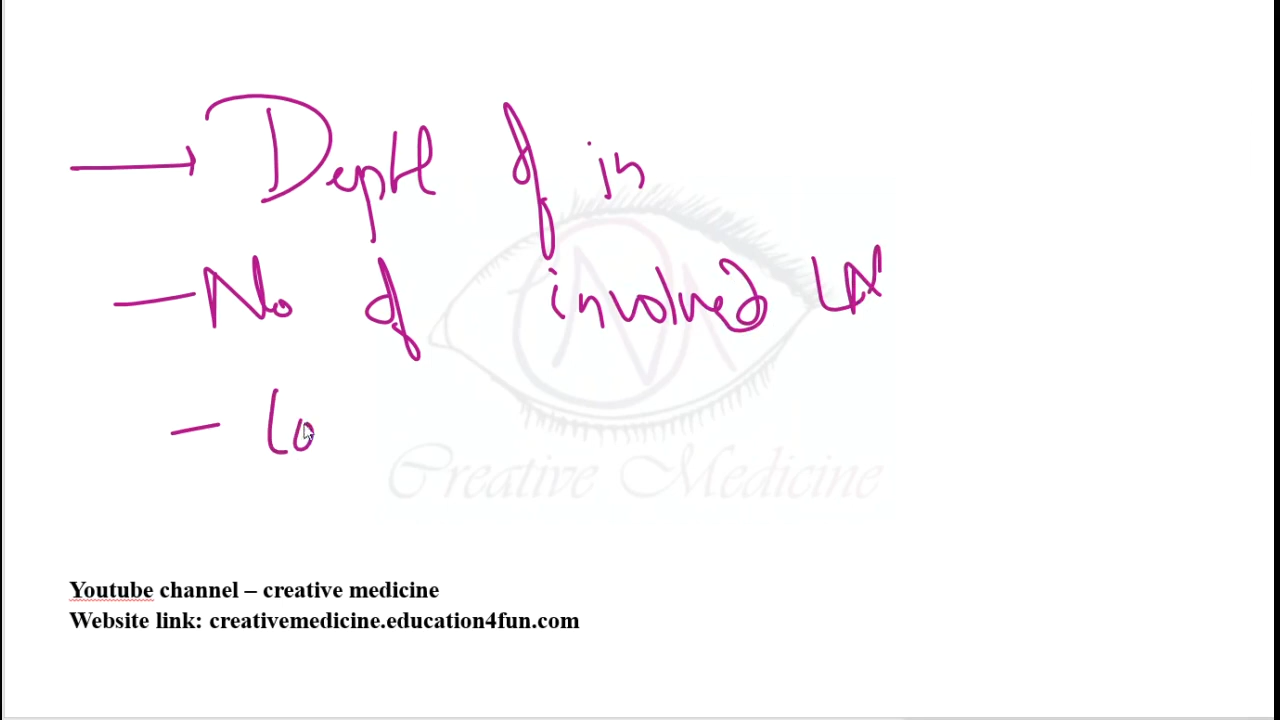 Depth of in
No of involved LN
Lo
Creative Medicine
Youtube channel – creative medicine
Website link: creativemedicine.education4fun.com